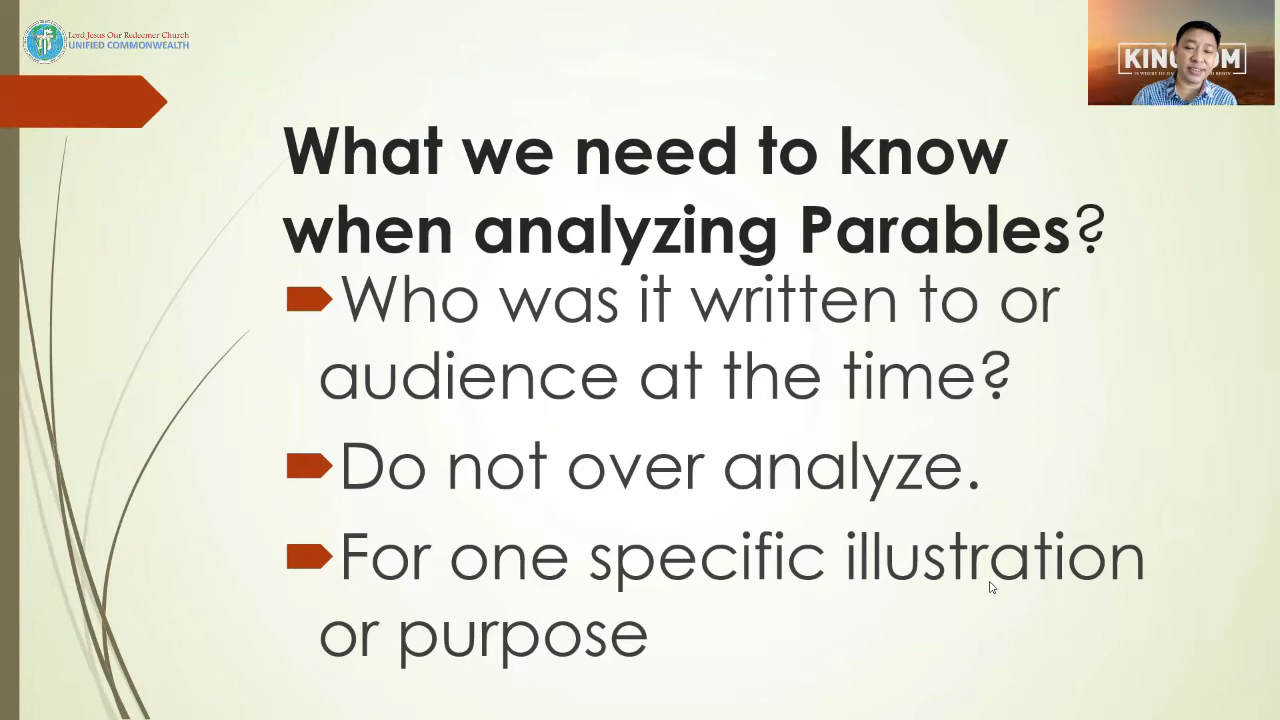 Lord Jesus Our Redeemer Church
UNIFIED COMMONWEALTH
What we need to know
when analyzing Parables?
Who was it written to or
audience at the time?
Do not over analyze.
For one specific illustration
or purpose